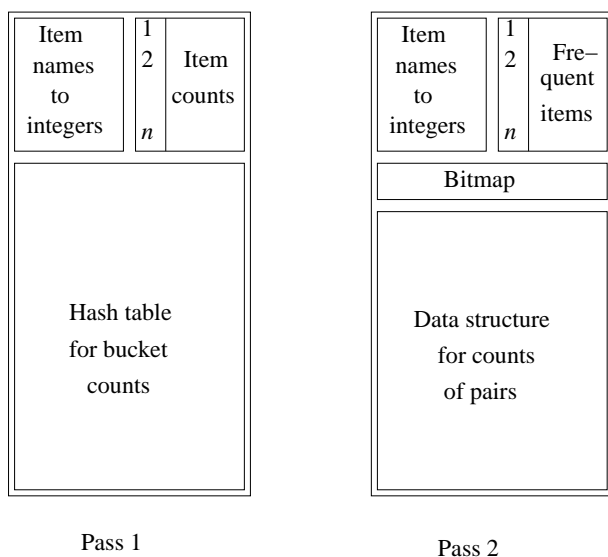 Item
names
to
integers
1
2
n
Item
counts
Hash table
for bucket
counts
Pass 1
Item
names
to
integers
1
2
n
Fre–
quent
items
Bitmap
Data structure
for counts
of pairs
Pass 2